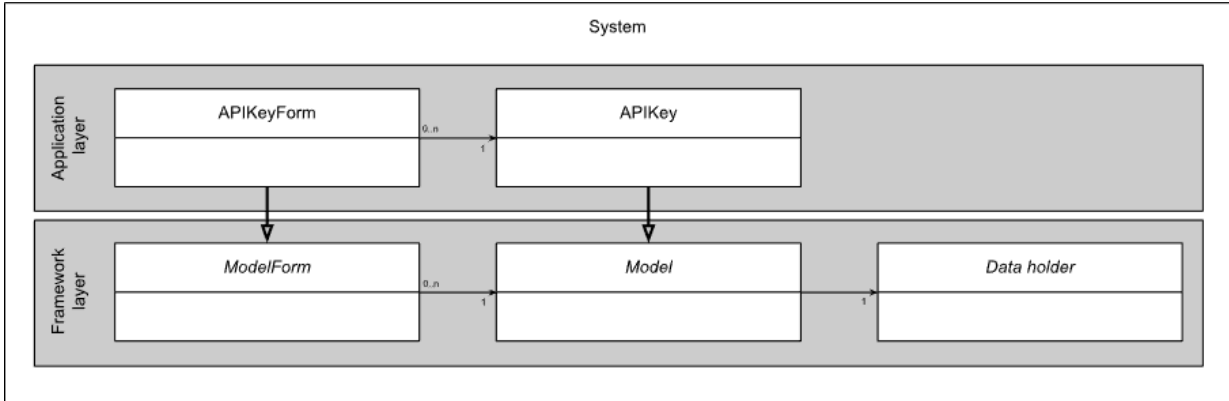 System
Application
layer
APIKeyForm
0..n
1
APIKey
Framework
layer
ModelForm
0..n
1
Model
1
Data holder